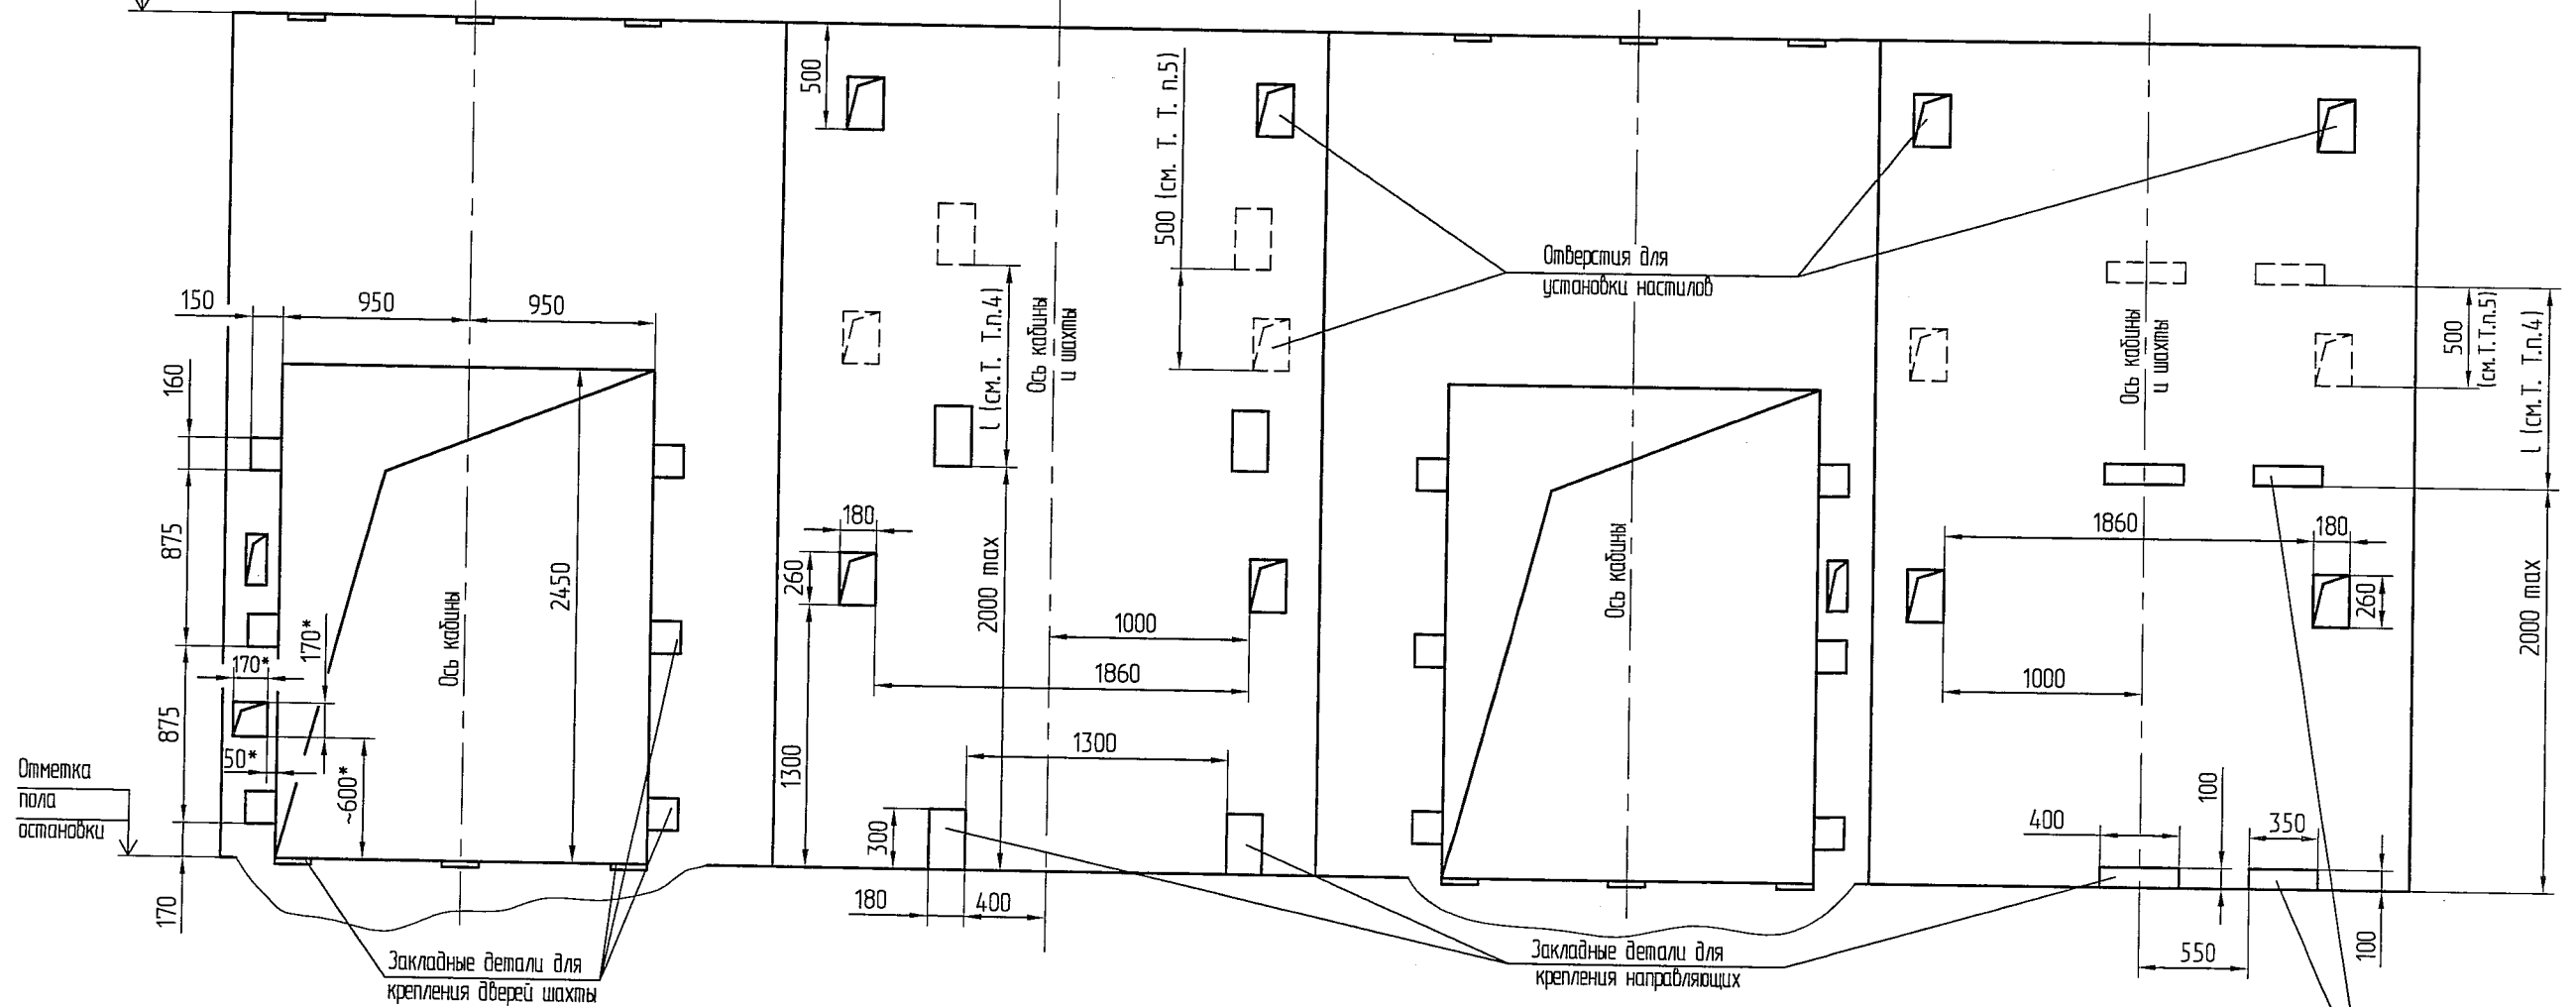 500
500 (см. Т. Т. п.5)
Отверстия для
установки настилов
150
950
950
160
875
875
170
170*
170*
50*
~600*
2450
Ось кабины
Отметка
пола
остановки
Закладные детали для
крепления дверей шахты
l (см.Т. Т.п.4)
Ось кабины
и шахты
180
260
1300
2000 max
1000
1860
1300
300
180
400
Ось кабины
Закладные детали для
крепления направляющих
Ось кабины
и шахты
500
(см.Т.Т.п.5)
l (см.Т. Т.п.4)
1860
180
260
2000 max
1000
400
100
350
550
100